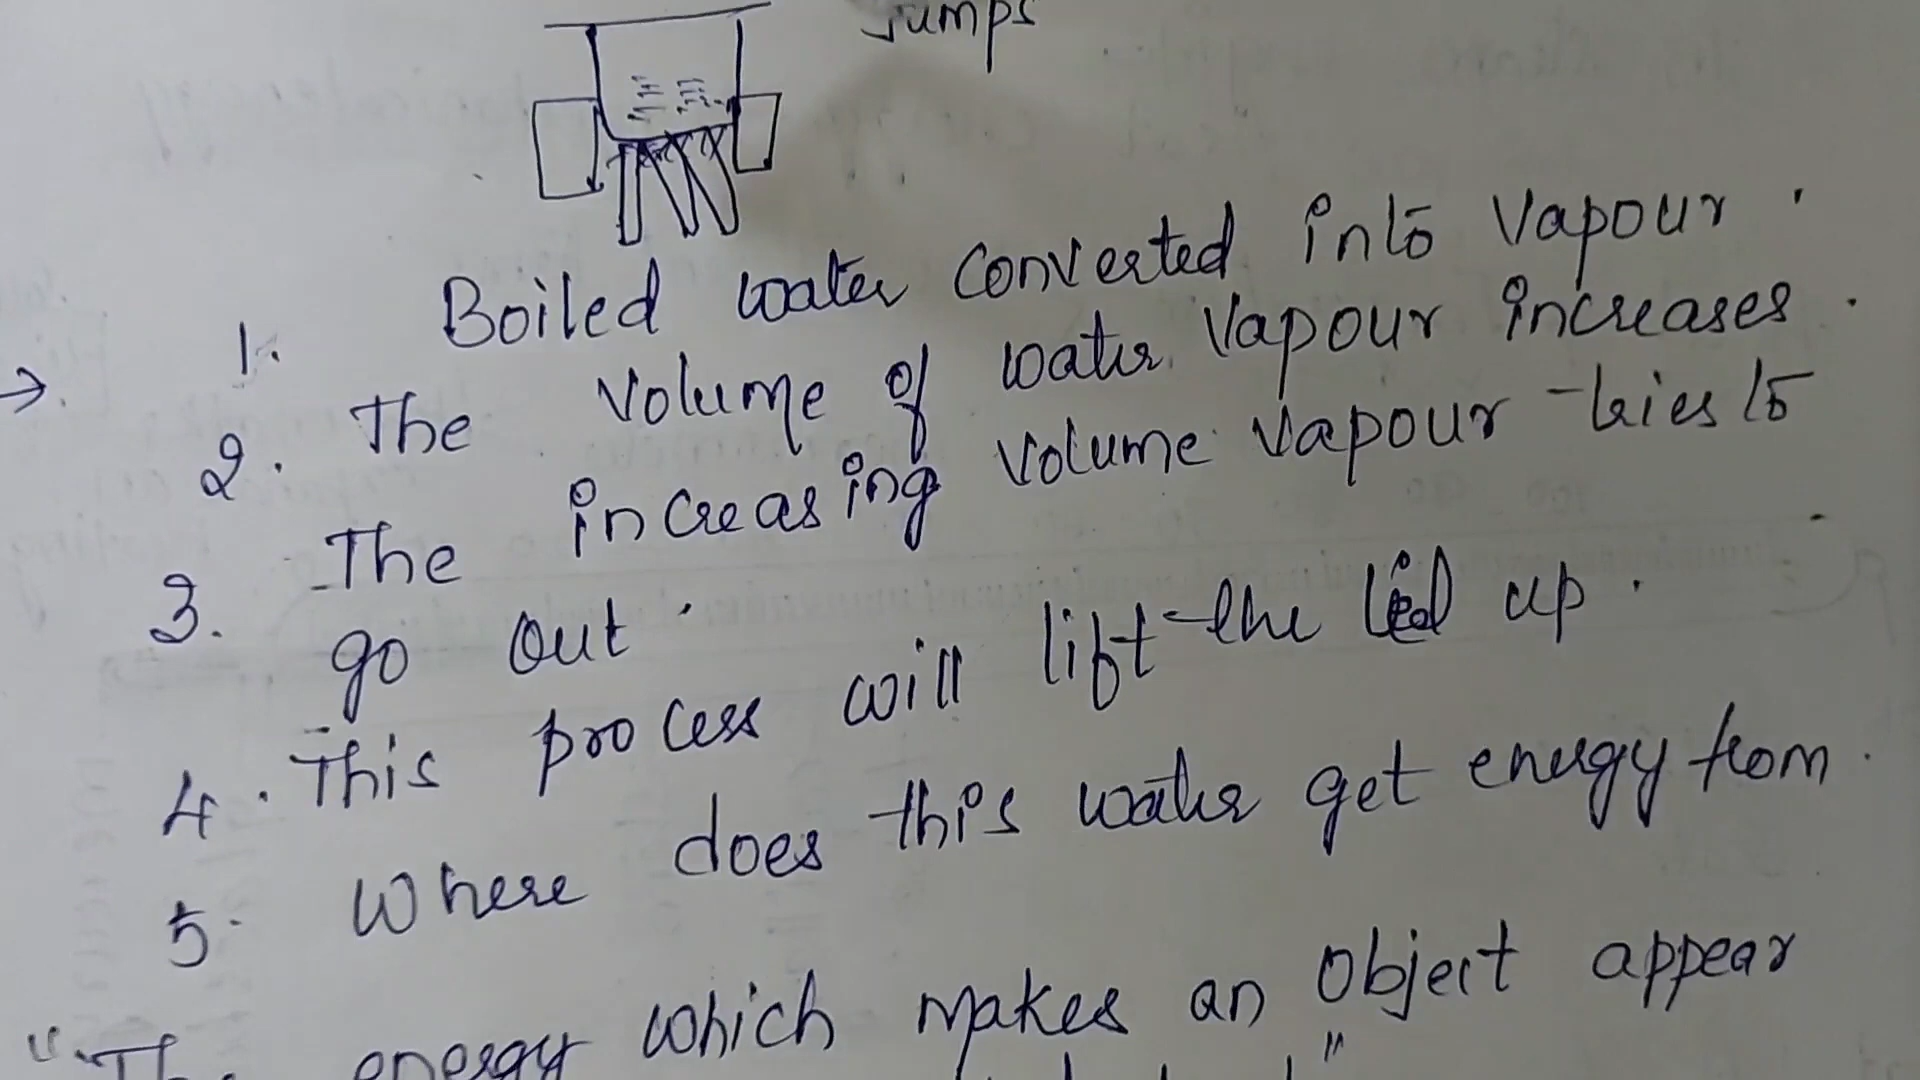 Jumps
1. Boiled water converted into vapour.
2. The volume of water vapour increases.
3. The increasing volume vapour tries to
go out.
4. This process will lift the lid up.
5. Where does this water get energy from.
"The energy which makes an object appear
"